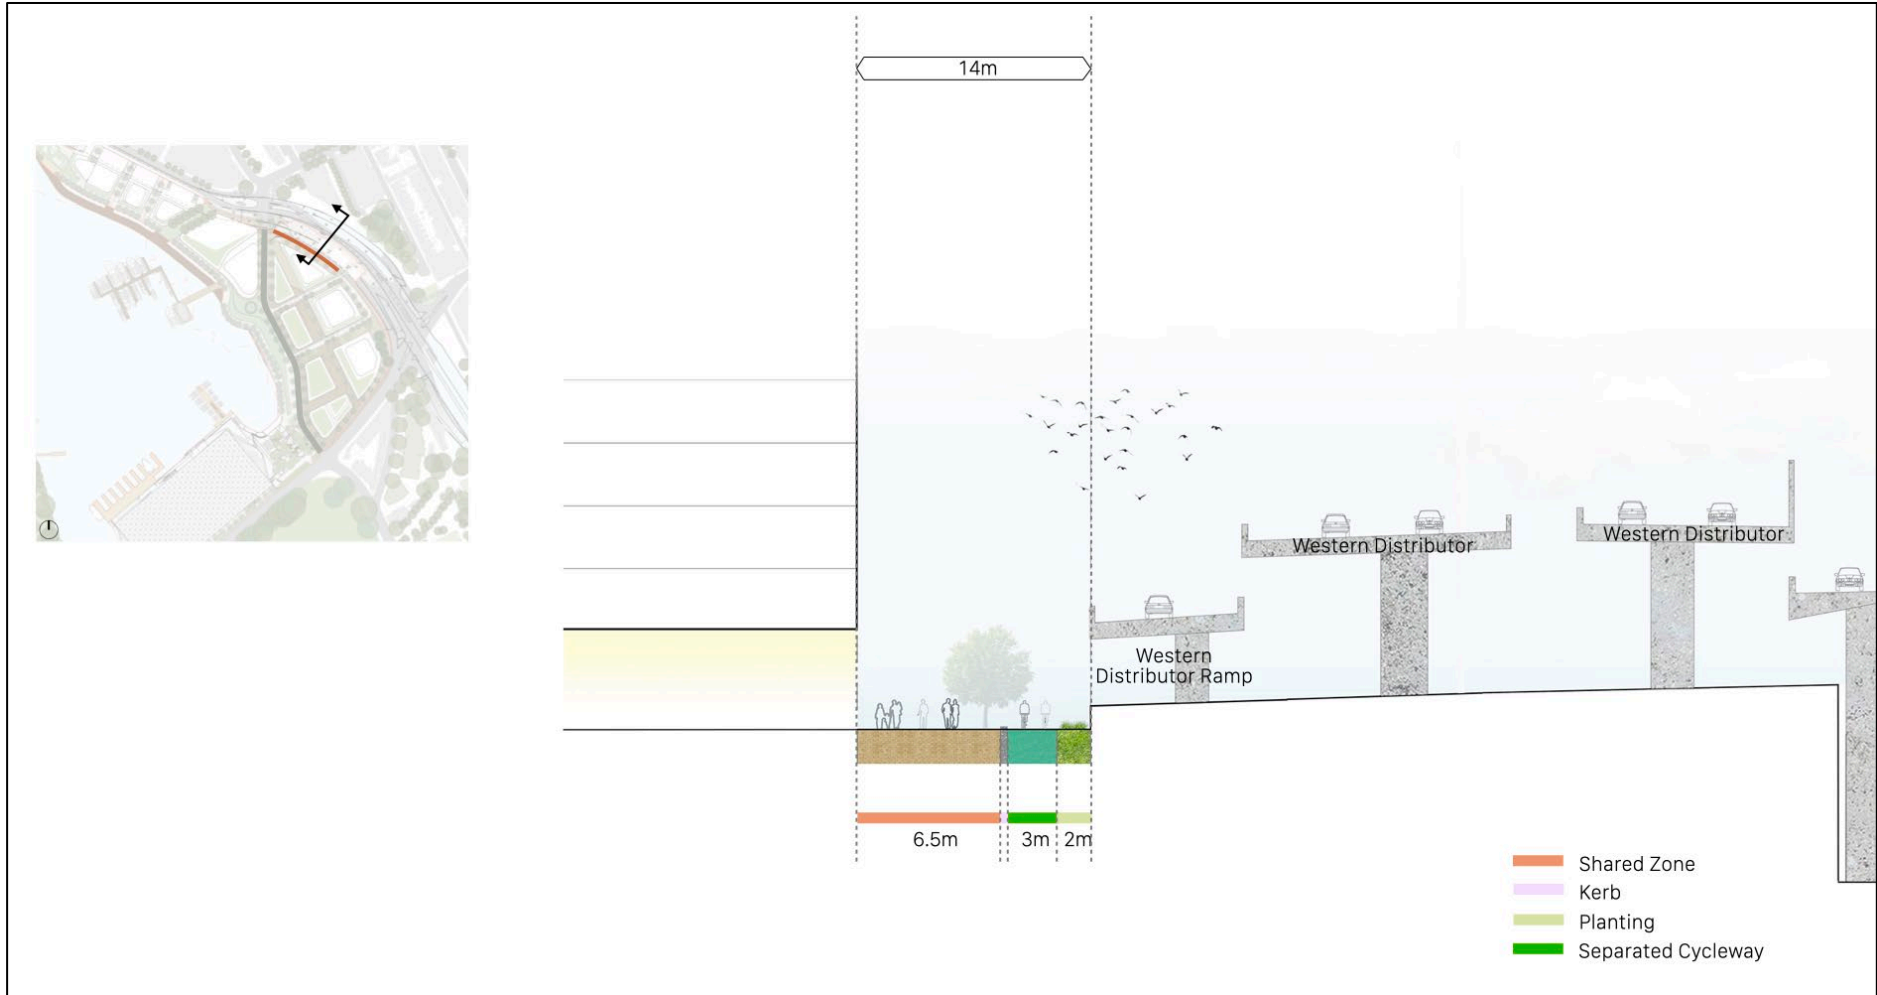 14m
Western Distributor
Western Distributor
Western
Distributor Ramp
6.5m
3m
2m
Shared Zone
Kerb
Planting
Separated Cycleway